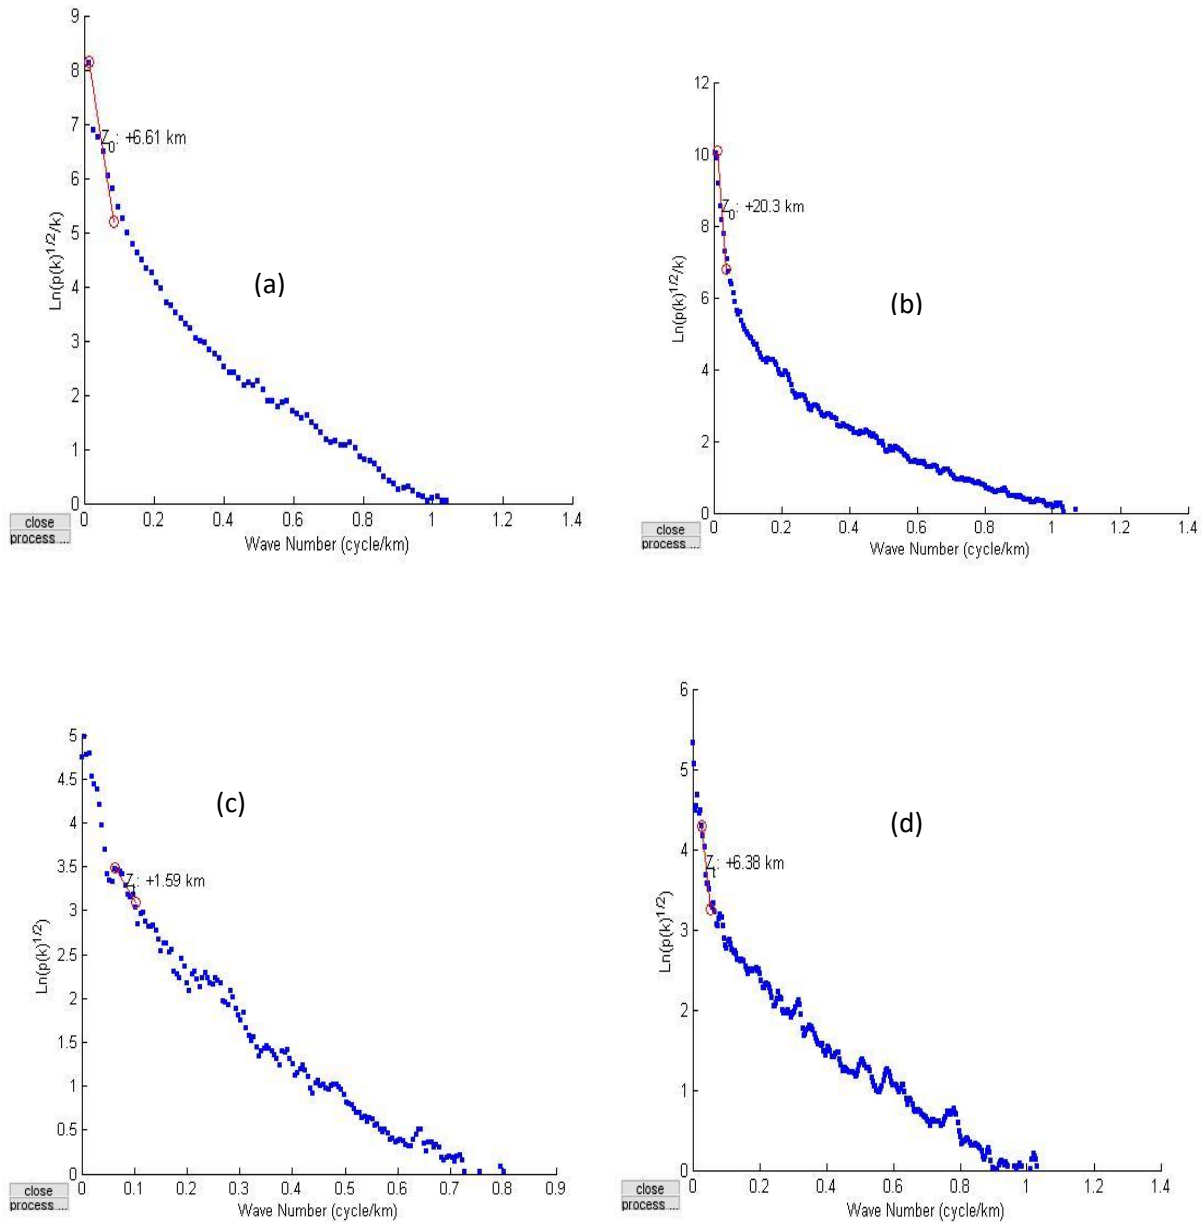 9
8
7
6
5
4
3
2
1
0
Ln(p(k)^1/2/k)
Z0: +6.61 km
(a)
0 0.2 0.4 0.6 0.8 1 1.2 1.4
Wave Number (cycle/km)
close
process ...
12
10
8
6
4
2
0
Ln(p(k)^1/2/k)
Z0: +20.3 km
(b)
0 0.2 0.4 0.6 0.8 1 1.2 1.4
Wave Number (cycle/km)
close
process ...
5
4.5
4
3.5
3
2.5
2
1.5
1
0.5
0
Ln(p(k)^1/2)
Zt: +1.59 km
(c)
0 0.1 0.2 0.3 0.4 0.5 0.6 0.7 0.8 0.9
Wave Number (cycle/km)
close
process ...
6
5
4
3
2
1
0
Ln(p(k)^1/2)
Zt: +6.38 km
(d)
0 0.2 0.4 0.6 0.8 1 1.2 1.4
Wave Number (cycle/km)
close
process ...